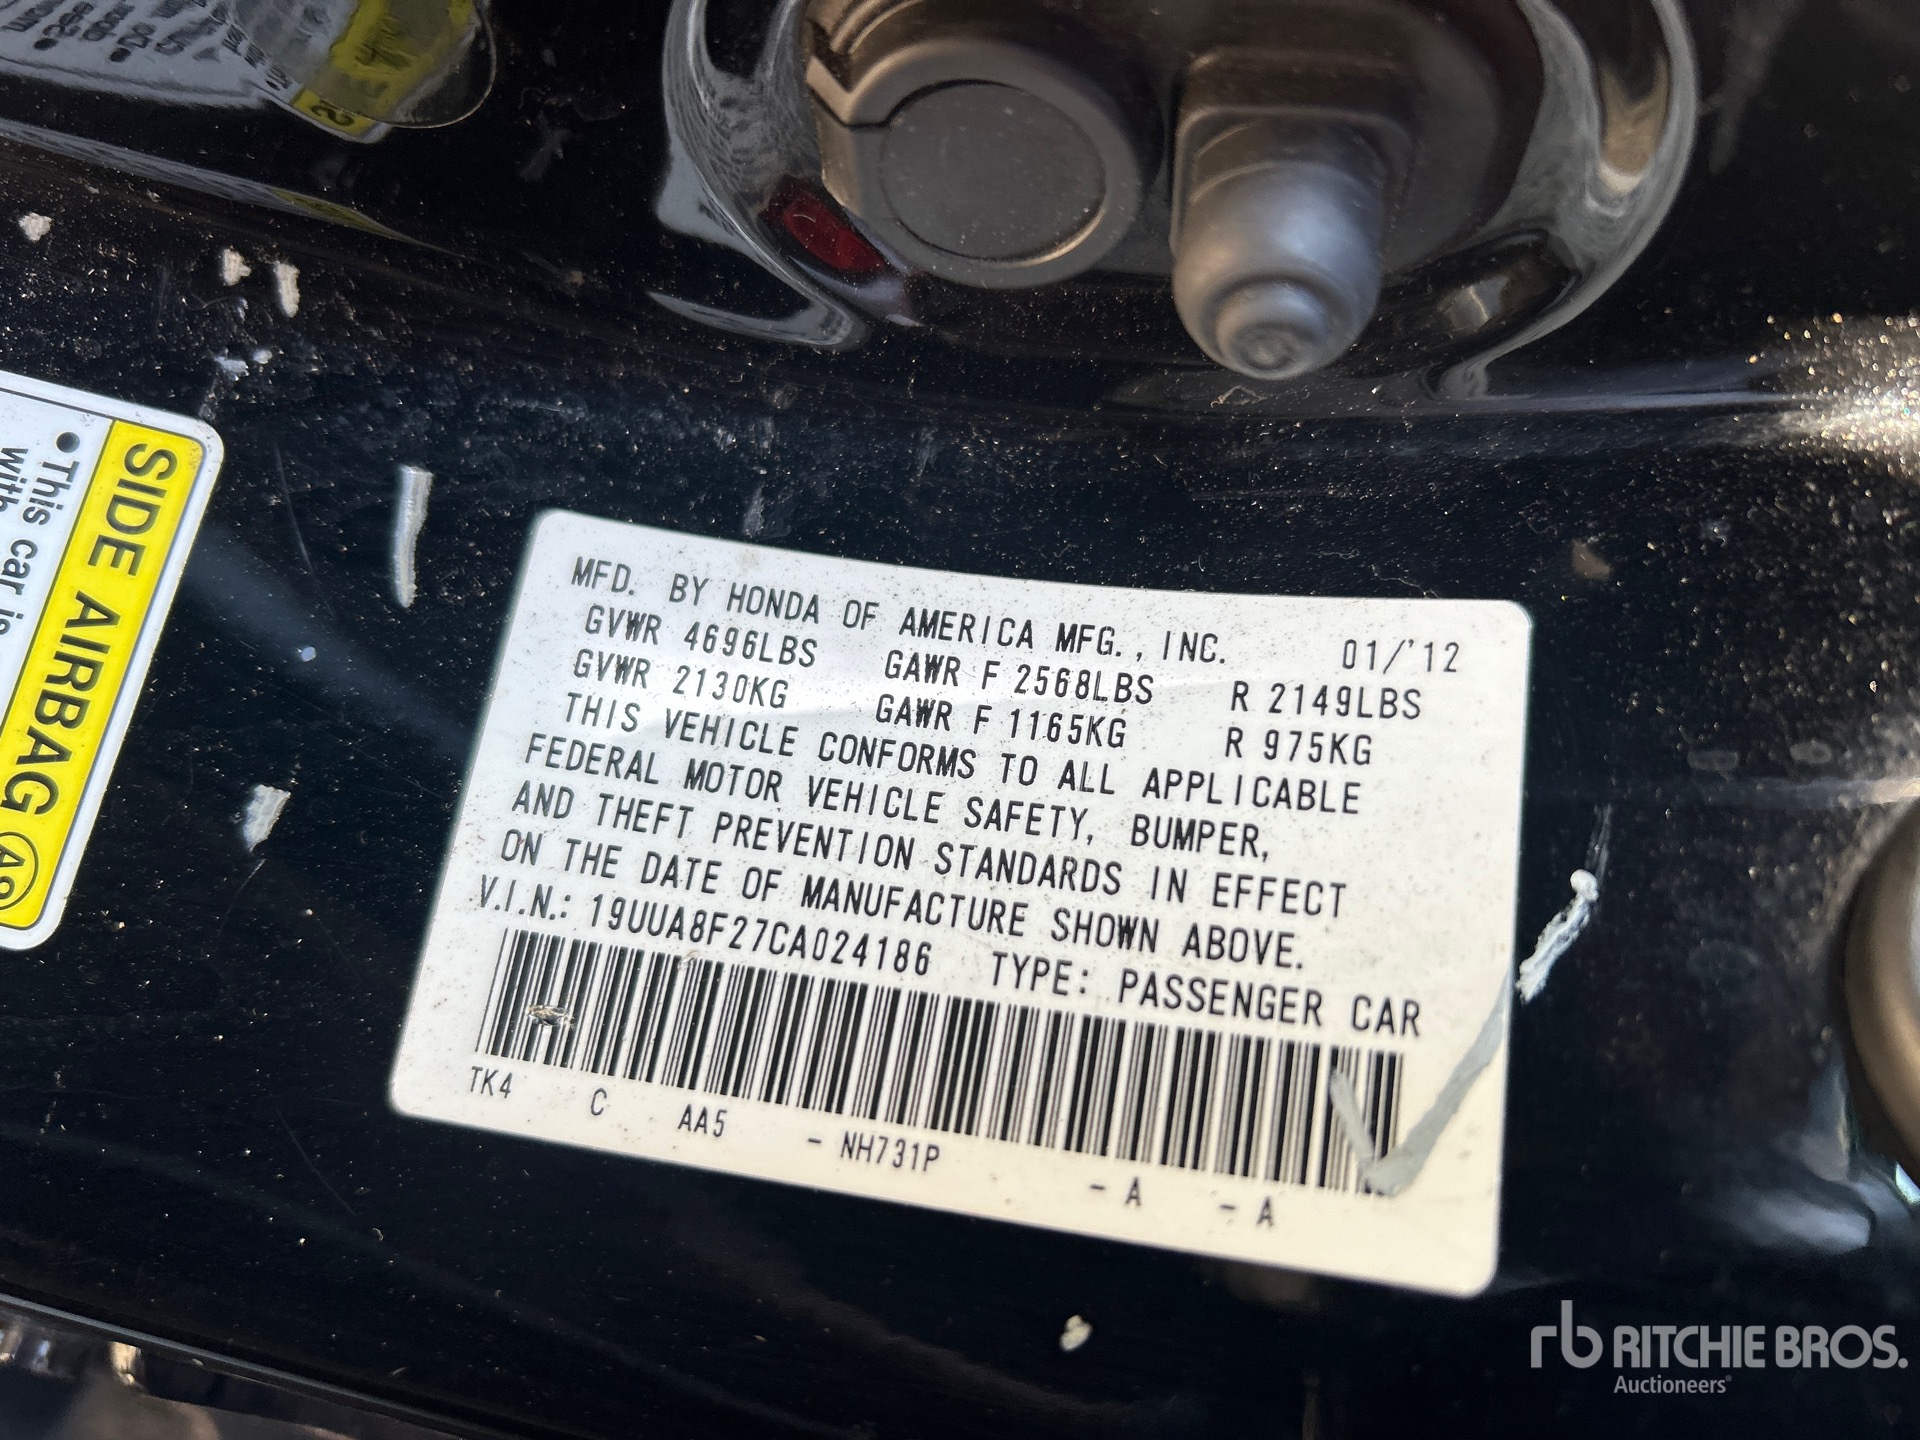 SIDE AIRBAG
• This car is
with
MFD. BY HONDA OF AMERICA MFG., INC. 01/'12
GVWR 4696LBS GAWR F 2568LBS R 2149LBS
GVWR 2130KG GAWR F 1165KG R 975KG
THIS VEHICLE CONFORMS TO ALL APPLICABLE
FEDERAL MOTOR VEHICLE SAFETY, BUMPER,
AND THEFT PREVENTION STANDARDS IN EFFECT
ON THE DATE OF MANUFACTURE SHOWN ABOVE.
V.I.N.: 19UUA8F27CA024186 TYPE: PASSENGER CAR
TK4 C AA5 - NH731P - A - A
rb RITCHIE BROS.
Auctioneers